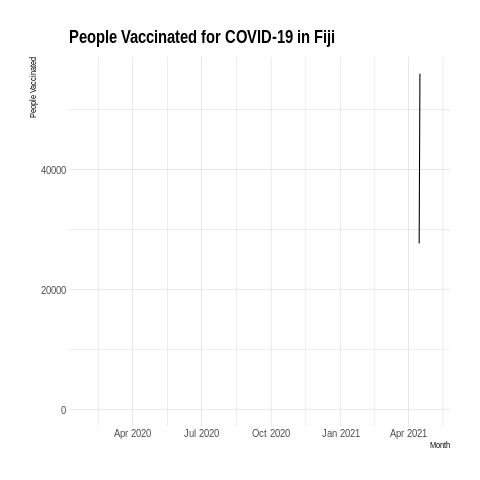 People Vaccinated for COVID-19 in Fiji
People Vaccinated
40000
20000
0
Apr 2020 Jul 2020 Oct 2020 Jan 2021 Apr 2021
Month